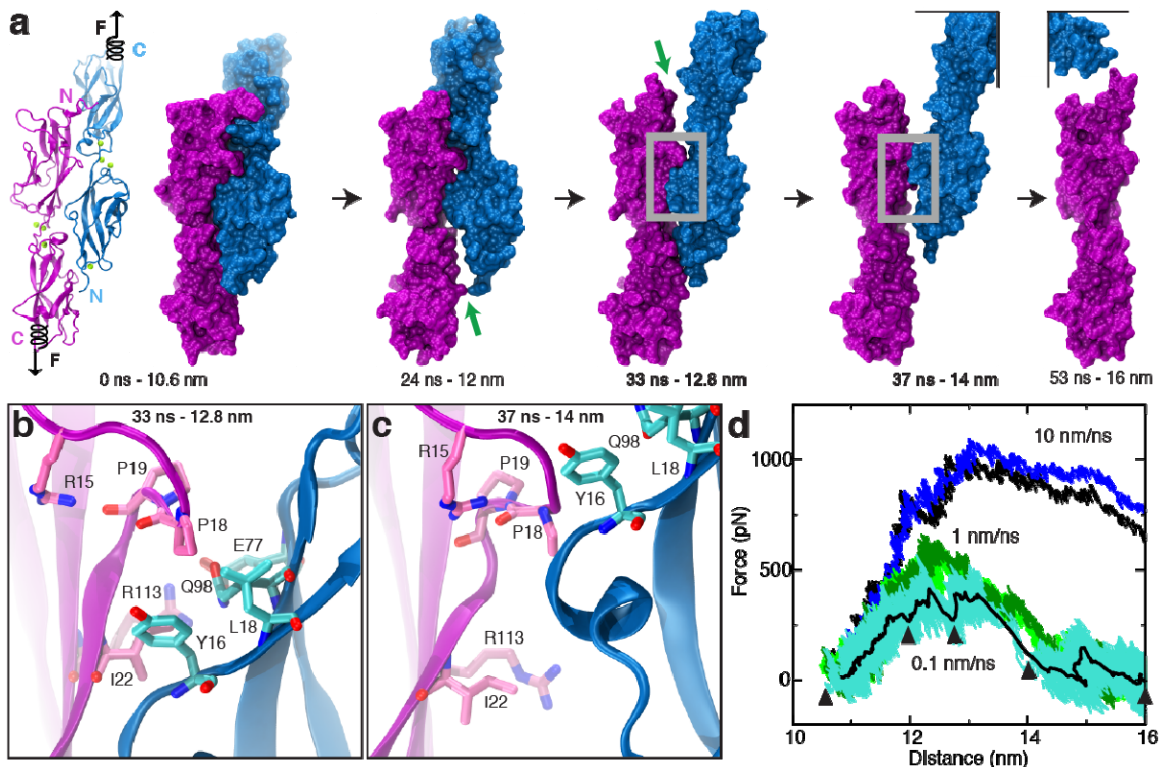 a
F
C
N
N
C
F
0 ns - 10.6 nm
24 ns - 12 nm
33 ns - 12.8 nm
37 ns - 14 nm
53 ns - 16 nm
b
33 ns - 12.8 nm
R15
P19
P18
E77
Q98
R113
Y16
L18
I22
c
37 ns - 14 nm
Q98
R15
P19
L18
Y16
P18
R113
I22
d
10 nm/ns
1 nm/ns
0.1 nm/ns
Force (pN)
1000
500
0
10 12 14 16
Distance (nm)